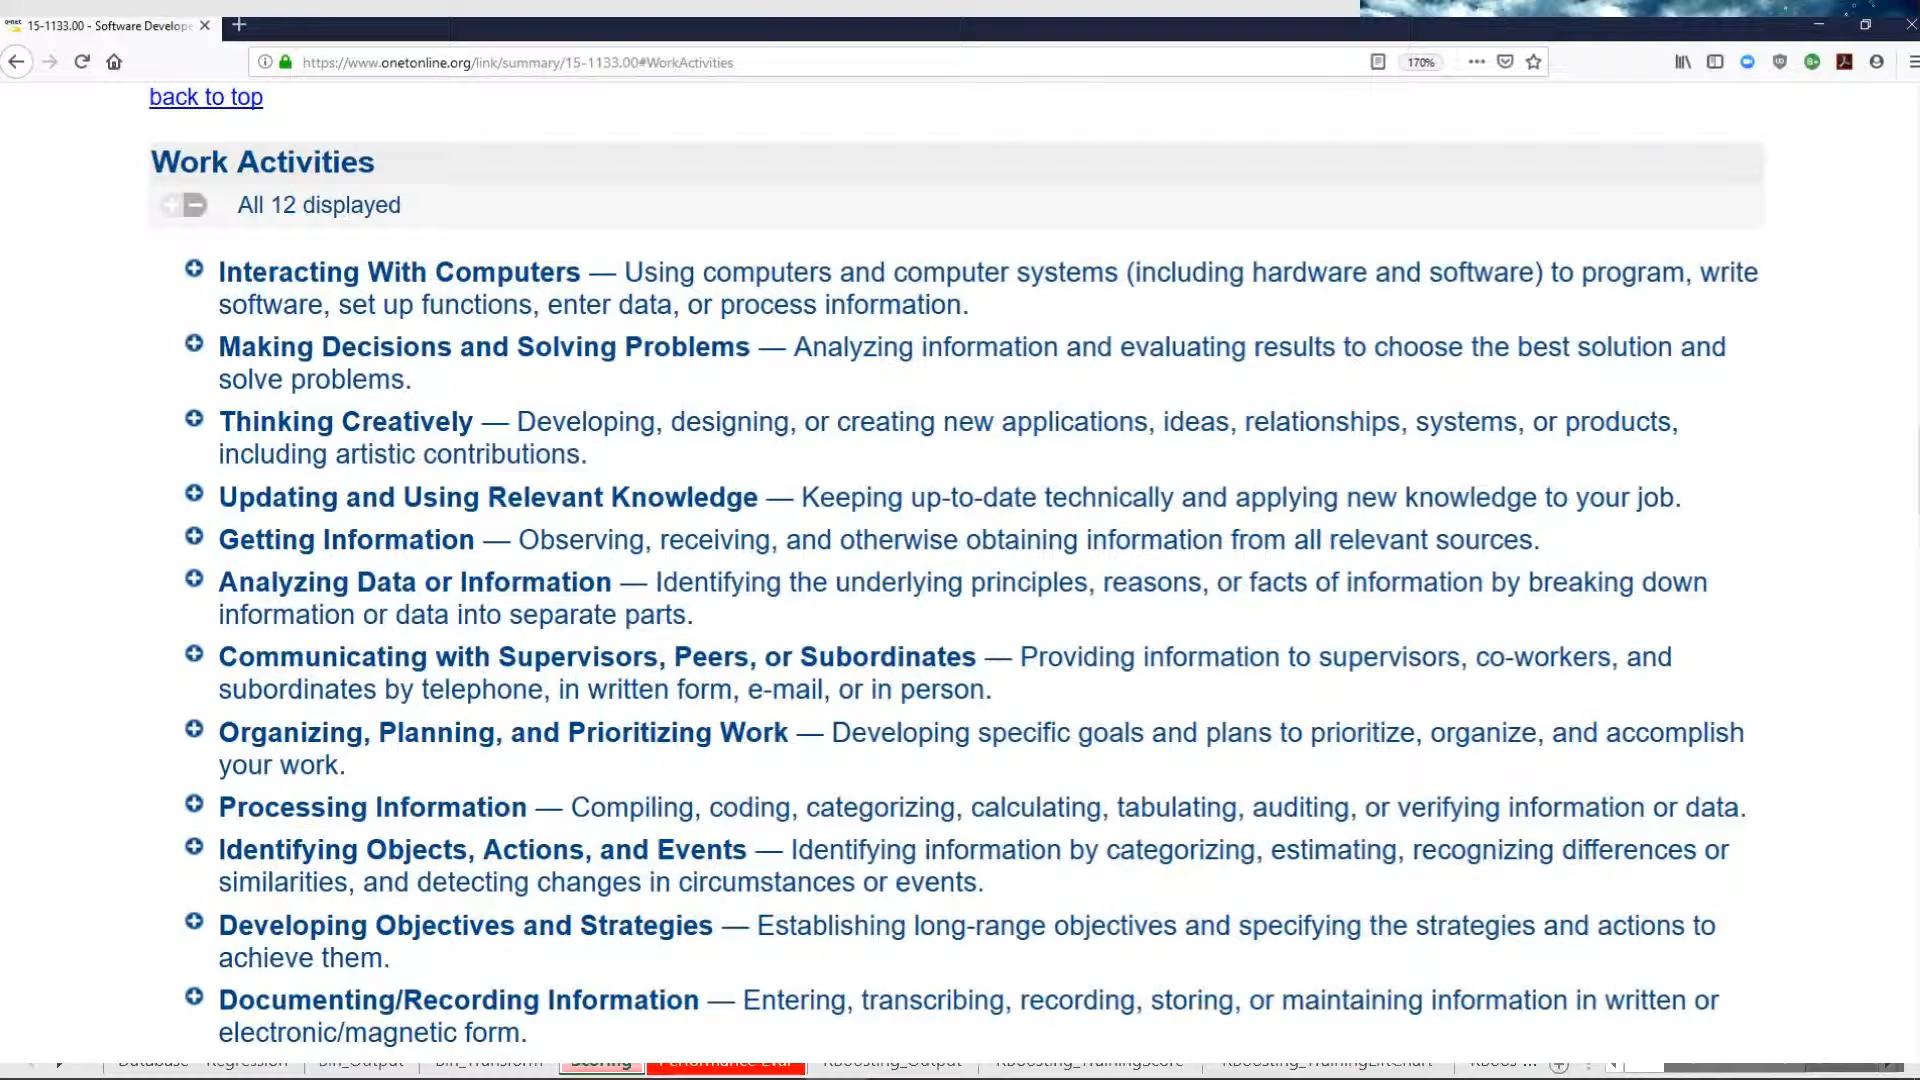 15-1133.00 - Software Develope
https://www.onetonline.org/link/summary/15-1133.00#WorkActivities
170%
back to top
Work Activities
All 12 displayed
Interacting With Computers — Using computers and computer systems (including hardware and software) to program, write
software, set up functions, enter data, or process information.
Making Decisions and Solving Problems — Analyzing information and evaluating results to choose the best solution and
solve problems.
Thinking Creatively — Developing, designing, or creating new applications, ideas, relationships, systems, or products,
including artistic contributions.
Updating and Using Relevant Knowledge — Keeping up-to-date technically and applying new knowledge to your job.
Getting Information — Observing, receiving, and otherwise obtaining information from all relevant sources.
Analyzing Data or Information — Identifying the underlying principles, reasons, or facts of information by breaking down
information or data into separate parts.
Communicating with Supervisors, Peers, or Subordinates — Providing information to supervisors, co-workers, and
subordinates by telephone, in written form, e-mail, or in person.
Organizing, Planning, and Prioritizing Work — Developing specific goals and plans to prioritize, organize, and accomplish
your work.
Processing Information — Compiling, coding, categorizing, calculating, tabulating, auditing, or verifying information or data.
Identifying Objects, Actions, and Events — Identifying information by categorizing, estimating, recognizing differences or
similarities, and detecting changes in circumstances or events.
Developing Objectives and Strategies — Establishing long-range objectives and specifying the strategies and actions to
achieve them.
Documenting/Recording Information — Entering, transcribing, recording, storing, or maintaining information in written or
electronic/magnetic form.
Scoring